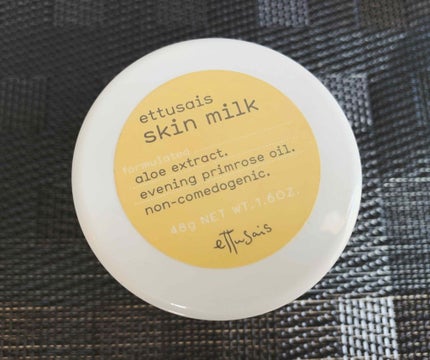 ettusais
skin milk
formulated
aloe extract.
evening primrose oil.
non-comedogenic.
48g NET WT.1.6OZ.
ettusais